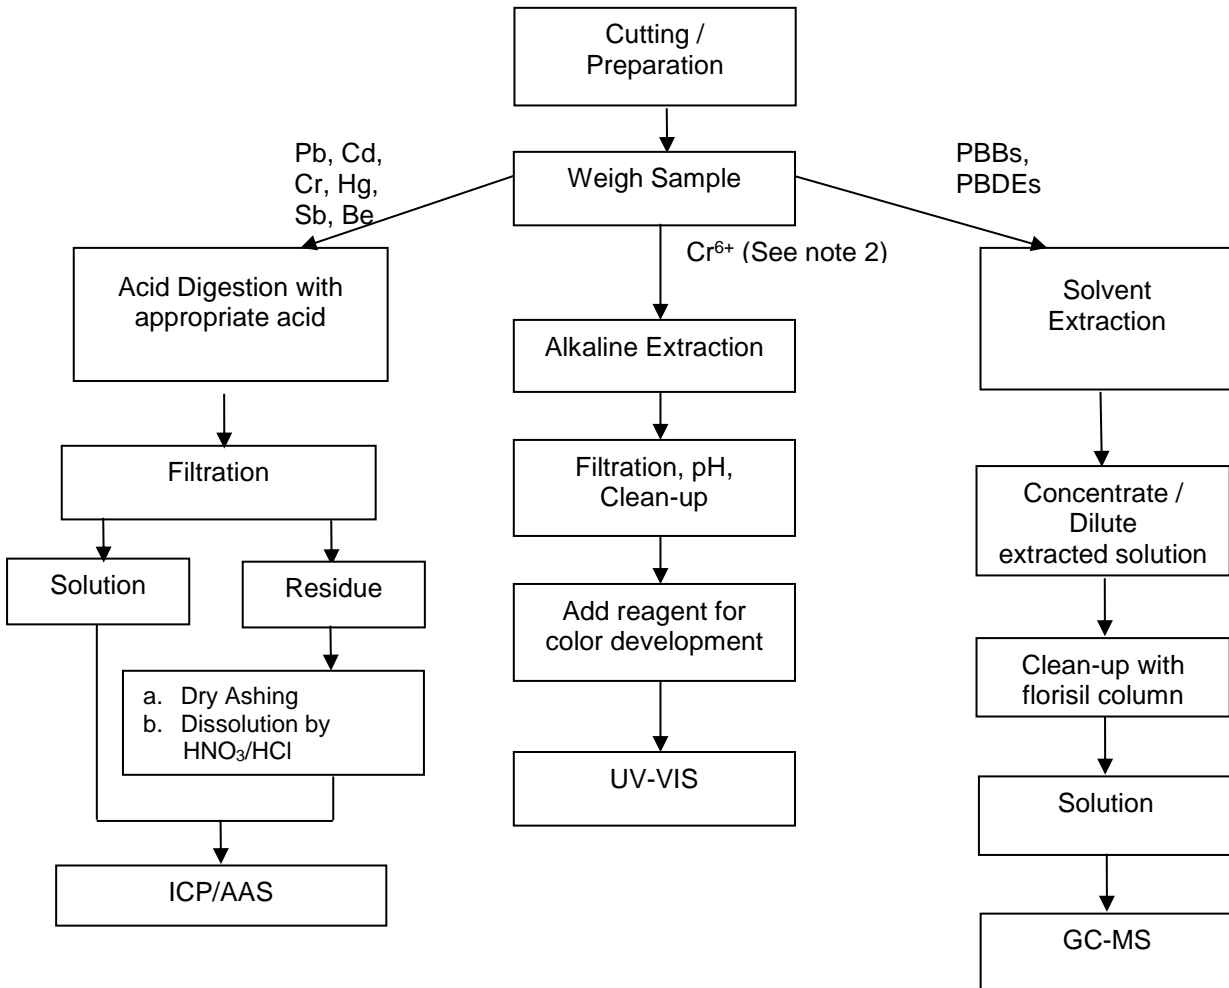 Cutting /
Preparation
Pb, Cd,
Cr, Hg,
Sb, Be
Weigh Sample
PBBs,
PBDEs
Cr⁶⁺ (See note 2)
Acid Digestion with
appropriate acid
Alkaline Extraction
Solvent
Extraction
Filtration
Filtration, pH,
Clean-up
Concentrate /
Dilute
extracted solution
Solution
Residue
Add reagent for
color development
a. Dry Ashing
b. Dissolution by
HNO₃/HCl
Clean-up with
florisil column
UV-VIS
Solution
ICP/AAS
GC-MS